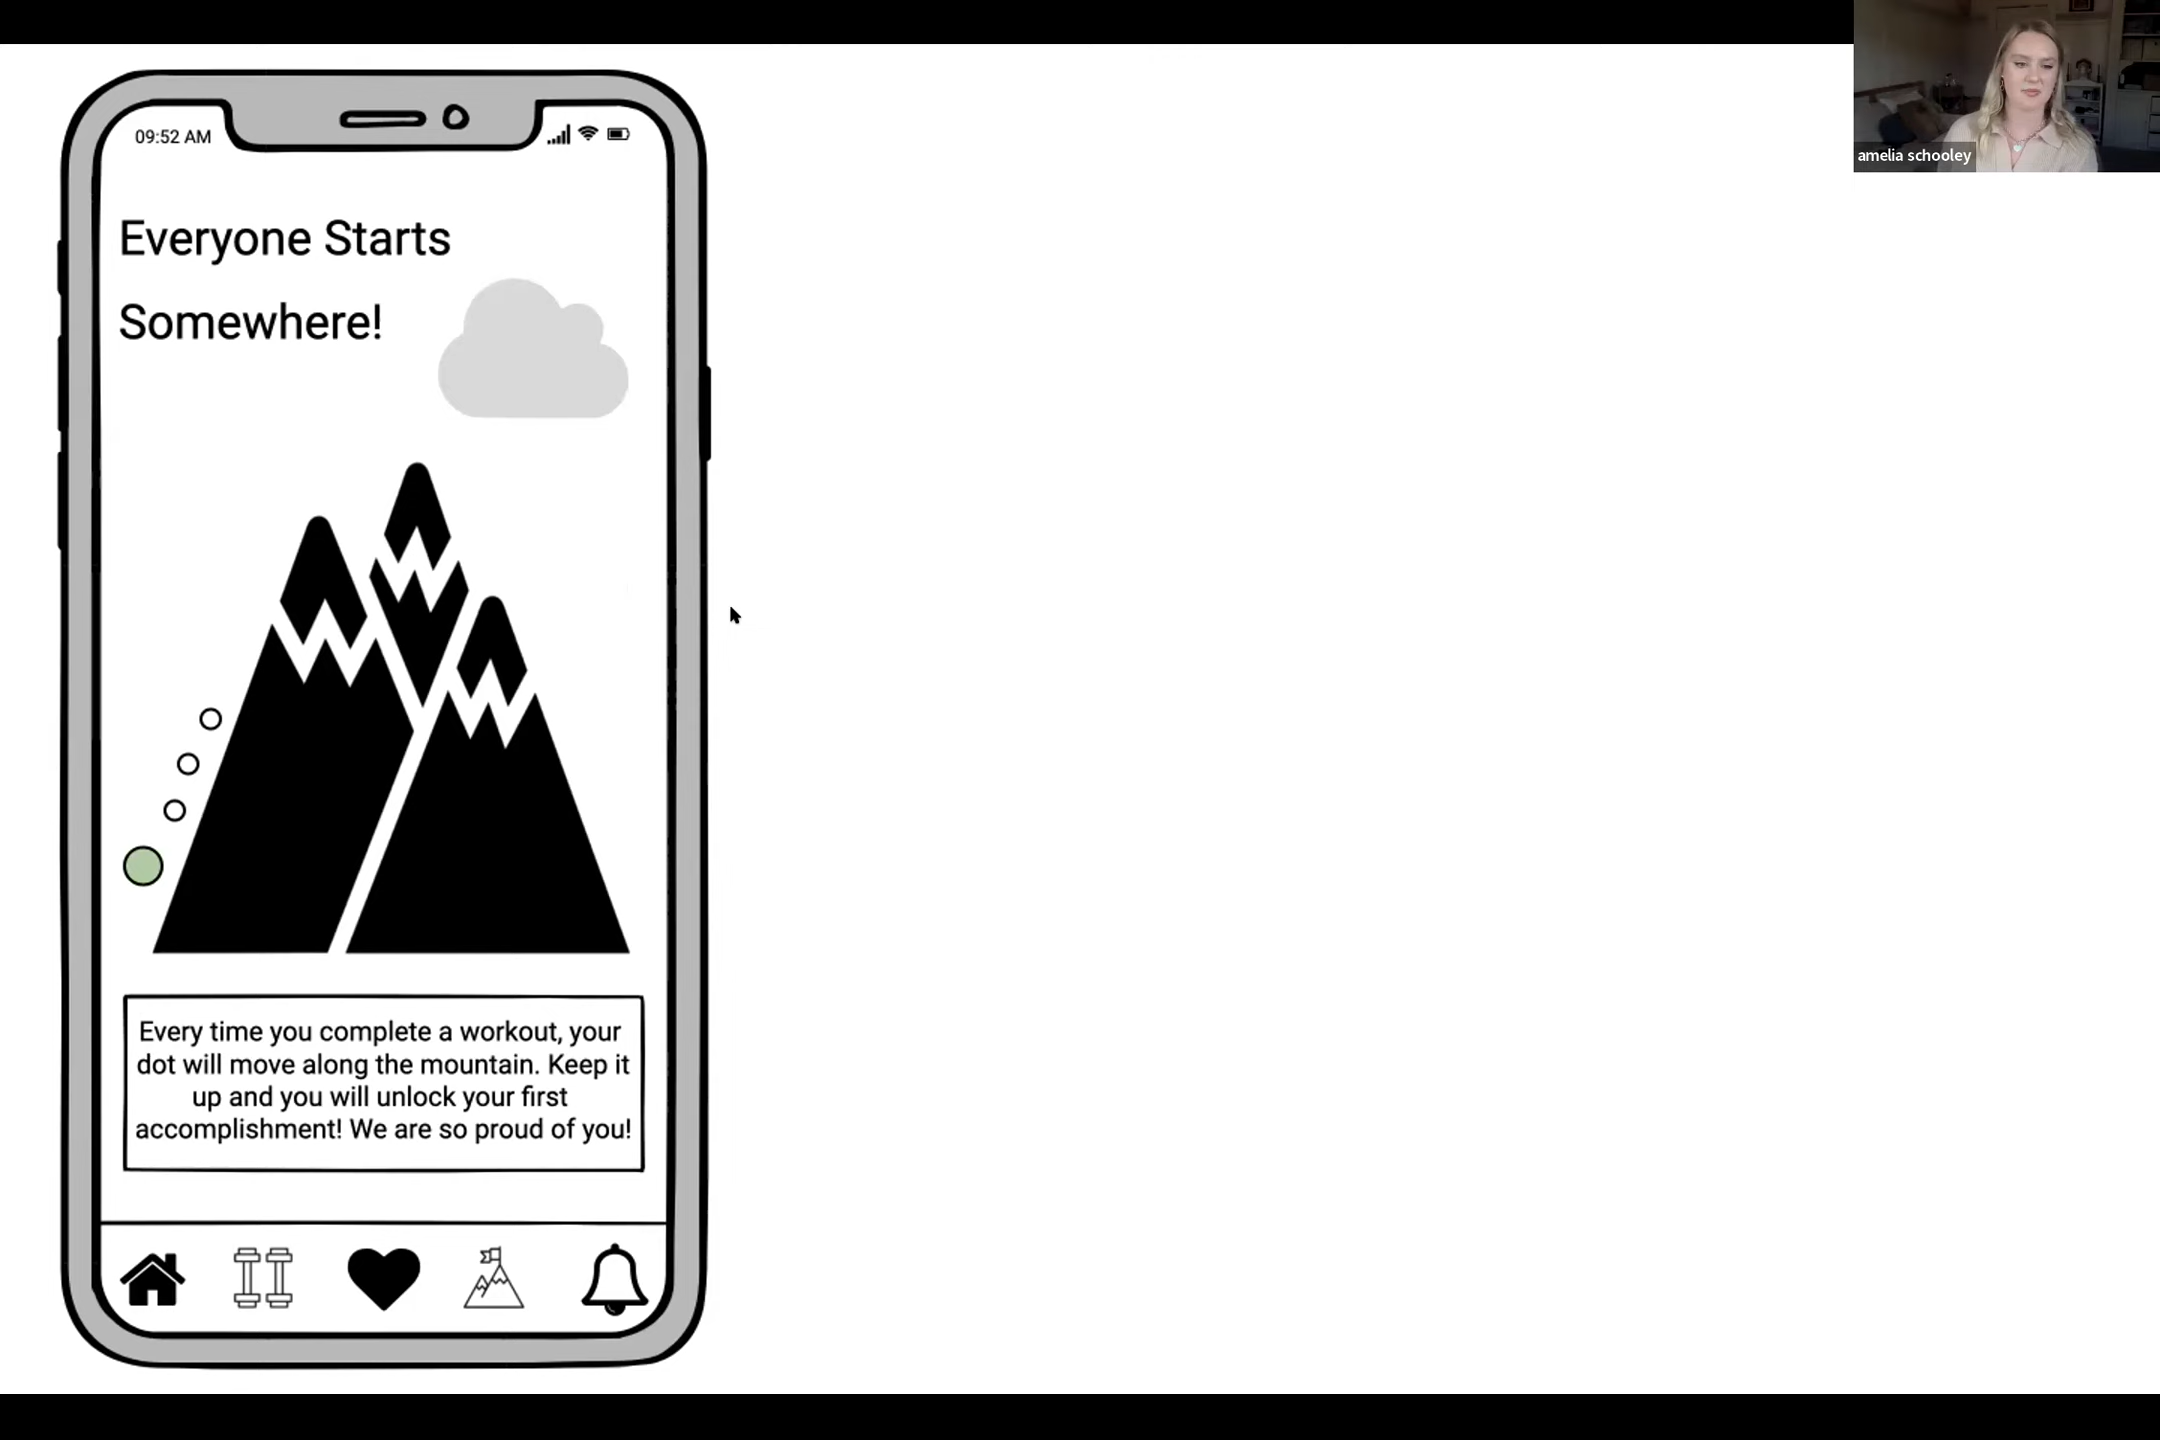 09:52 AM
amelia schooley
Everyone Starts
Somewhere!
Every time you complete a workout, your
dot will move along the mountain. Keep it
up and you will unlock your first
accomplishment! We are so proud of you!